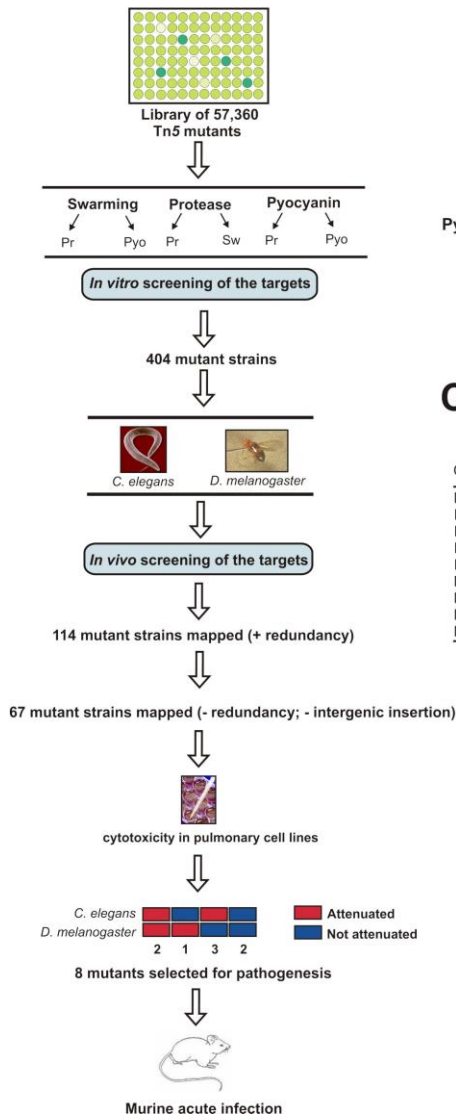 Library of 57,360
Tn5 mutants
Swarming Protease Pyocyanin
Pr Pyo Pr Sw Pr Pyo
Py
In vitro screening of the targets
404 mutant strains
C
C. elegans D. melanogaster
In vivo screening of the targets
114 mutant strains mapped (+ redundancy)
67 mutant strains mapped (- redundancy; - intergenic insertion)
cytotoxicity in pulmonary cell lines
C. elegans Attenuated
D. melanogaster Not attenuated
2 1 3 2
8 mutants selected for pathogenesis
Murine acute infection